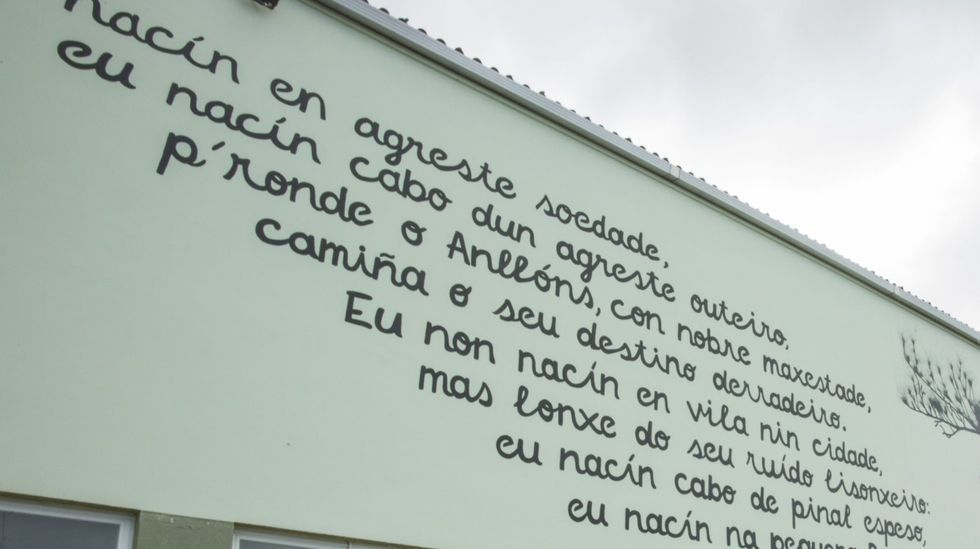 nacín en agreste soedade,
eu nacín cabo dun agreste outeiro,
p'ronde o Anllóns, con nobre maxestade,
camiña o seu destino derradeiro.
Eu non nacín en vila nin cidade,
mas lonxe do seu ruído lisonxeiro:
eu nacín cabo de pinal espeso,
eu nacín na pequena